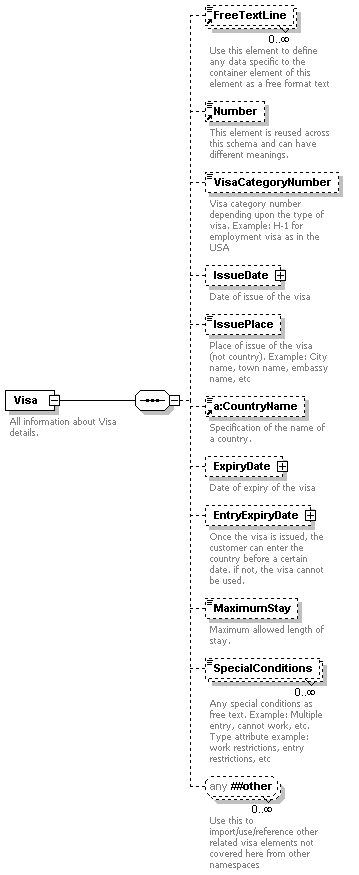 FreeTextLine
0..∞
Use this element to define
any data specific to the
container element of this
element as a free format text
Number
This element is reused across
this schema and can have
different meanings.
VisaCategoryNumber
Visa category number
depending upon the type of
visa. Example: H-1 for
employment visa as in the
USA
IssueDate
Date of issue of the visa
IssuePlace
Place of issue of the visa
(not country). Example: City
name, town name, embassy
name, etc
Visa
All information about Visa
details.
a:CountryName
Specification of the name of
a country.
ExpiryDate
Date of expiry of the visa
EntryExpiryDate
Once the visa is issued, the
customer can enter the
country before a certain
date. if not, the visa cannot
be used.
MaximumStay
Maximum allowed length of
stay.
SpecialConditions
0..∞
Any special conditions as
free text. Example: Multiple
entry, cannot work, etc.
Type attribute example:
work restrictions, entry
restrictions, etc
any ##other
0..∞
Use this to
import/use/reference other
related visa elements not
covered here from other
namespaces